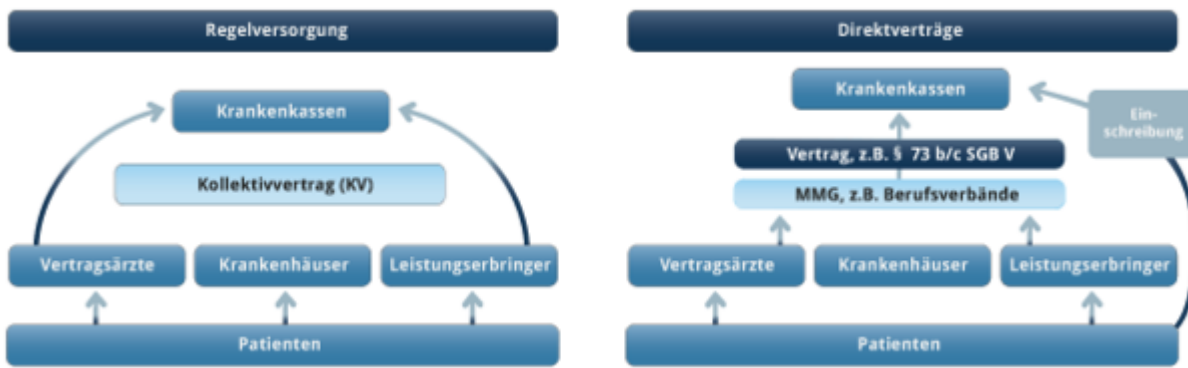 Regelversorgung
Krankenkassen
Kollektivvertrag (KV)
Vertragsärzte
Krankenhäuser
Leistungserbringer
Patienten
Direktverträge
Krankenkassen
Ein-
schreibung
Vertrag, z.B. § 73 b/c SGB V
MMG, z.B. Berufsverbände
Vertragsärzte
Krankenhäuser
Leistungserbringer
Patienten